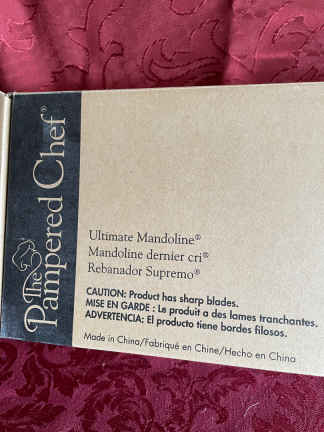 The
Pampered Chef®
Ultimate Mandoline®
Mandoline dernier cri®
Rebanador Supremo®
CAUTION: Product has sharp blades.
MISE EN GARDE : Le produit a des lames tranchantes.
ADVERTENCIA: El producto tiene bordes filosos.
Made in China/Fabriqué en Chine/Hecho en China